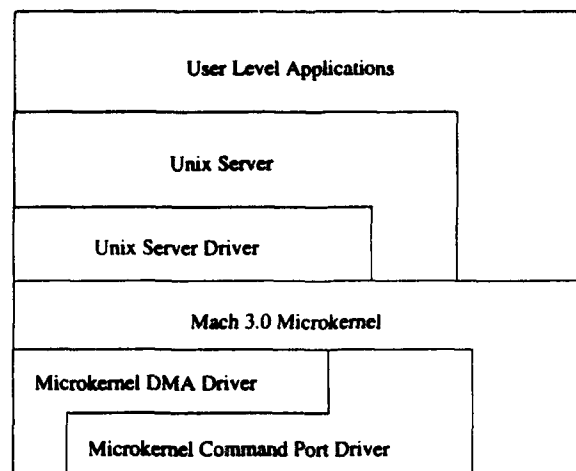 User Level Applications
Unix Server
Unix Server Driver
Mach 3.0 Microkernel
Microkernel DMA Driver
Microkernel Command Port Driver